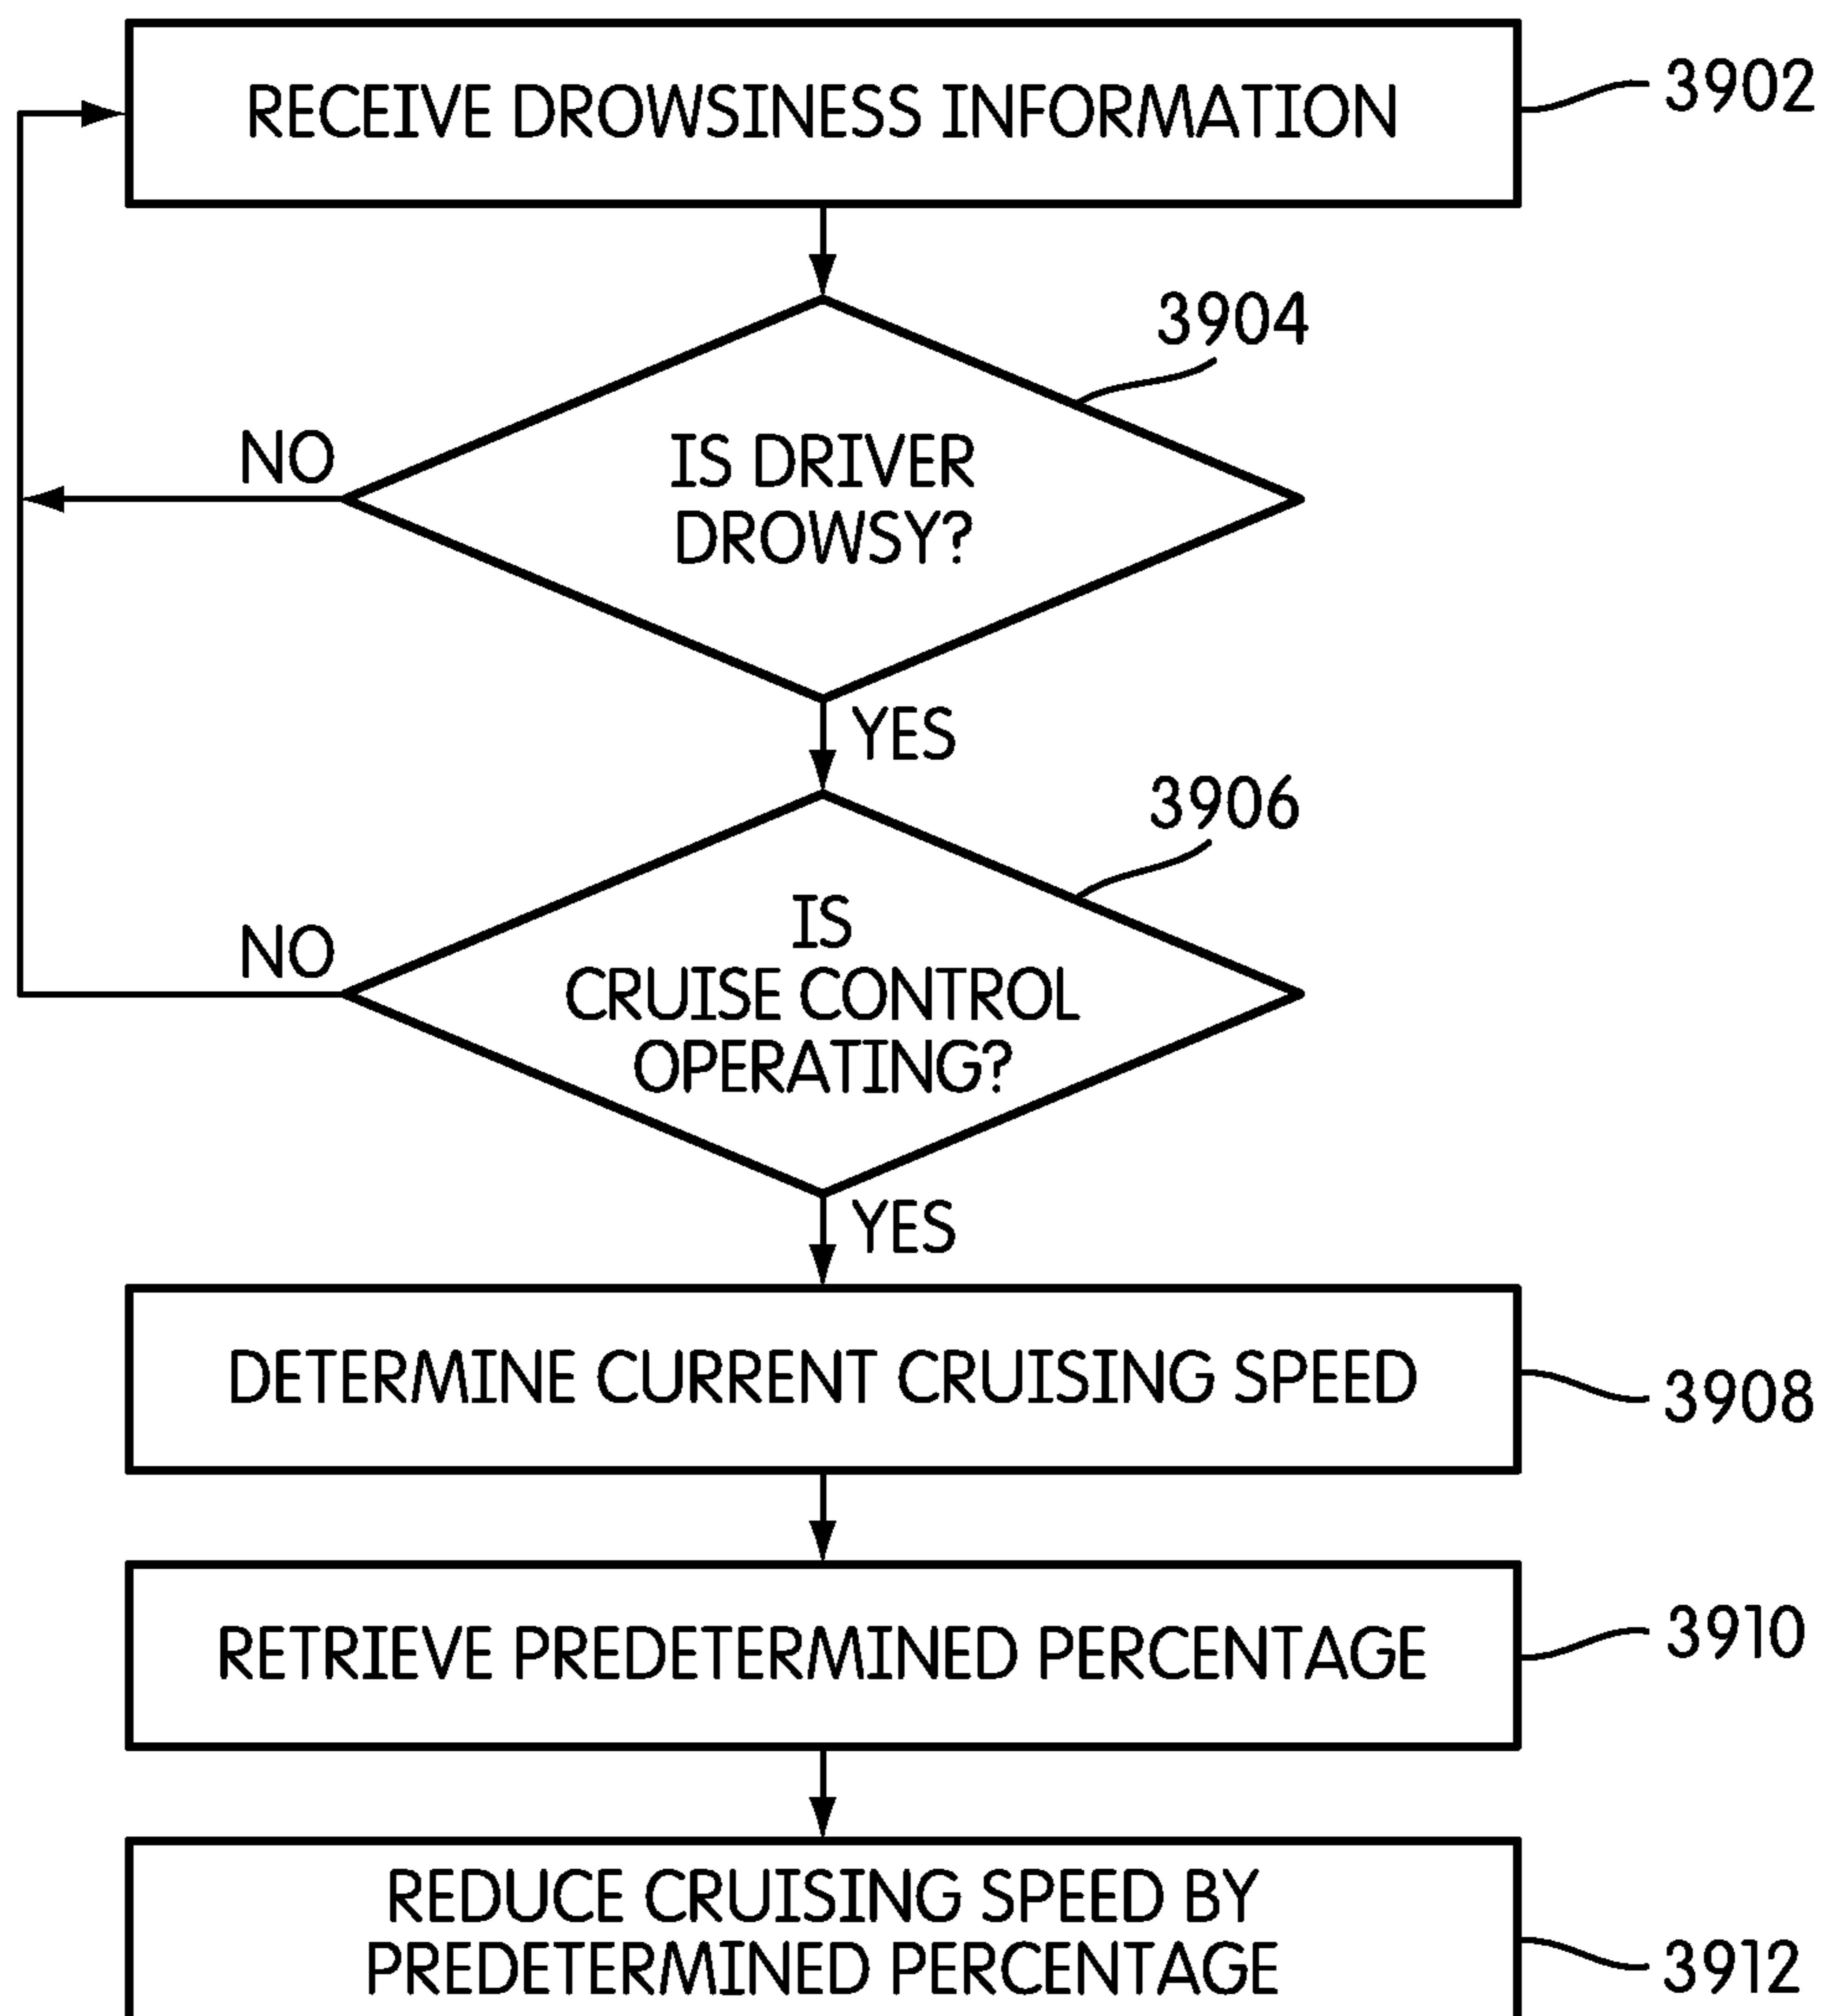 RECEIVE DROWSINESS INFORMATION
3902
3904
IS DRIVER
DROWSY?
NO
YES
3906
IS
CRUISE CONTROL
OPERATING?
NO
YES
DETERMINE CURRENT CRUISING SPEED
3908
RETRIEVE PREDETERMINED PERCENTAGE
3910
REDUCE CRUISING SPEED BY
PREDETERMINED PERCENTAGE
3912